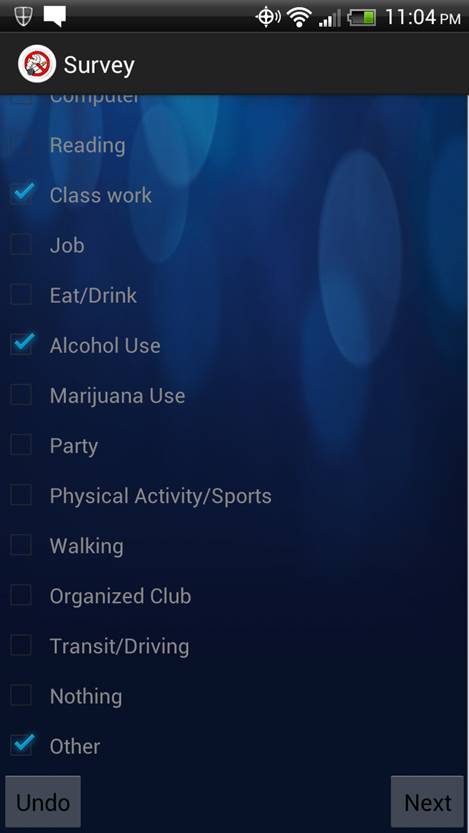 11:04 PM
Survey
Computer
Reading
Class work
Job
Eat/Drink
Alcohol Use
Marijuana Use
Party
Physical Activity/Sports
Walking
Organized Club
Transit/Driving
Nothing
Other
Undo
Next